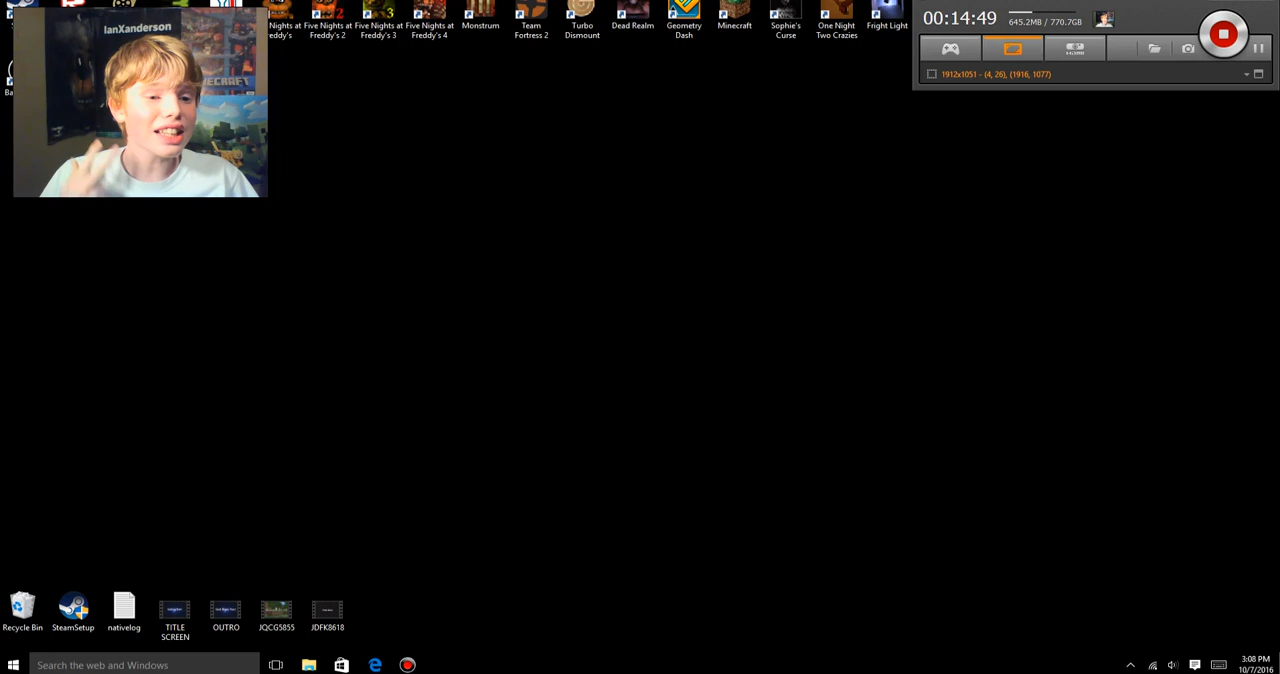 IanXanderson
MINECRAFT
Freddy's
Five Nights at
Freddy's 2
Five Nights at
Freddy's 3
Five Nights at
Freddy's 4
Monstrum
Team
Fortress 2
Turbo
Dismount
Dead Realm
Geometry
Dash
Minecraft
Sophie's
Curse
One Night
Two Crazies
Fright Light
00:14:49
645.2MB / 770.7GB
HDMI
1912x1051 - (4, 26), (1916, 1077)
Recycle Bin
SteamSetup
nativelog
TITLE
SCREEN
OUTRO
JQCG5855
JDFK8618
Search the web and Windows
3:08 PM
10/7/2016